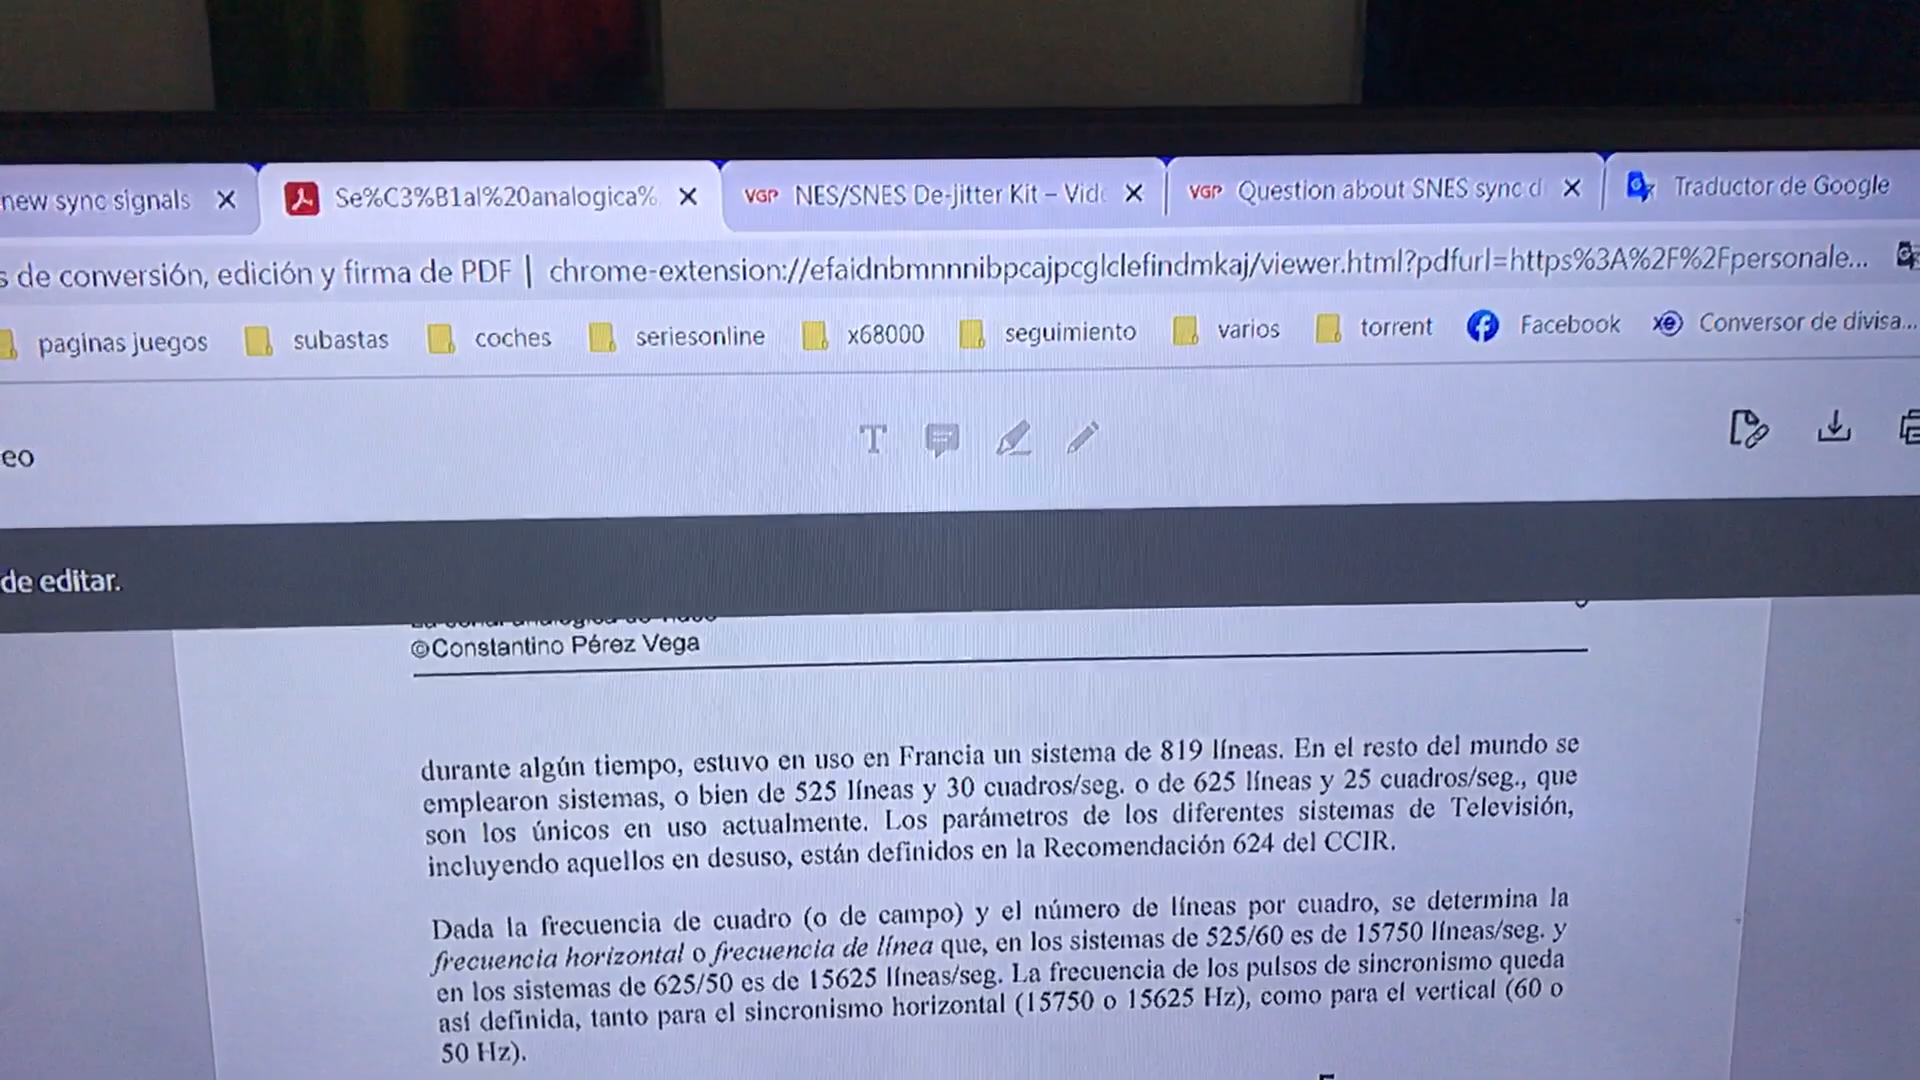 new sync signals
Se%C3%B1al%20analogica%
VGP NES/SNES De-Jitter Kit – Vide
VGP Question about SNES sync d
Traductor de Google
s de conversión, edición y firma de PDF | chrome-extension://efaidnbmnnnibpcajpcglclefindmkaj/viewer.html?pdfurl=https%3A%2F%2Fpersonale...
paginas juegos subastas coches seriesonline x68000 seguimiento varios torrent Facebook xe Conversor de divisa...
eo
T
de editar.
©Constantino Pérez Vega
durante algún tiempo, estuvo en uso en Francia un sistema de 819 líneas. En el resto del mundo se
emplearon sistemas, o bien de 525 líneas y 30 cuadros/seg. o de 625 líneas y 25 cuadros/seg., que
son los únicos en uso actualmente. Los parámetros de los diferentes sistemas de Televisión,
incluyendo aquellos en desuso, están definidos en la Recomendación 624 del CCIR.
Dada la frecuencia de cuadro (o de campo) y el número de líneas por cuadro, se determina la
frecuencia horizontal o frecuencia de línea que, en los sistemas de 525/60 es de 15750 líneas/seg. y
en los sistemas de 625/50 es de 15625 líneas/seg. La frecuencia de los pulsos de sincronismo queda
así definida, tanto para el sincronismo horizontal (15750 o 15625 Hz), como para el vertical (60 o
50 Hz).